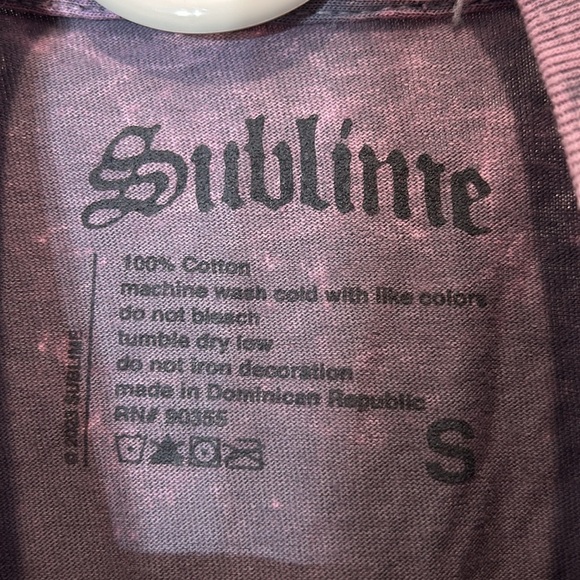 Sublime
100% Cotton
machine wash cold with like colors
do not bleach
tumble dry low
do not iron decoration
made in Dominican Republic
RN# 90355
© 2023 SUBLIME
S